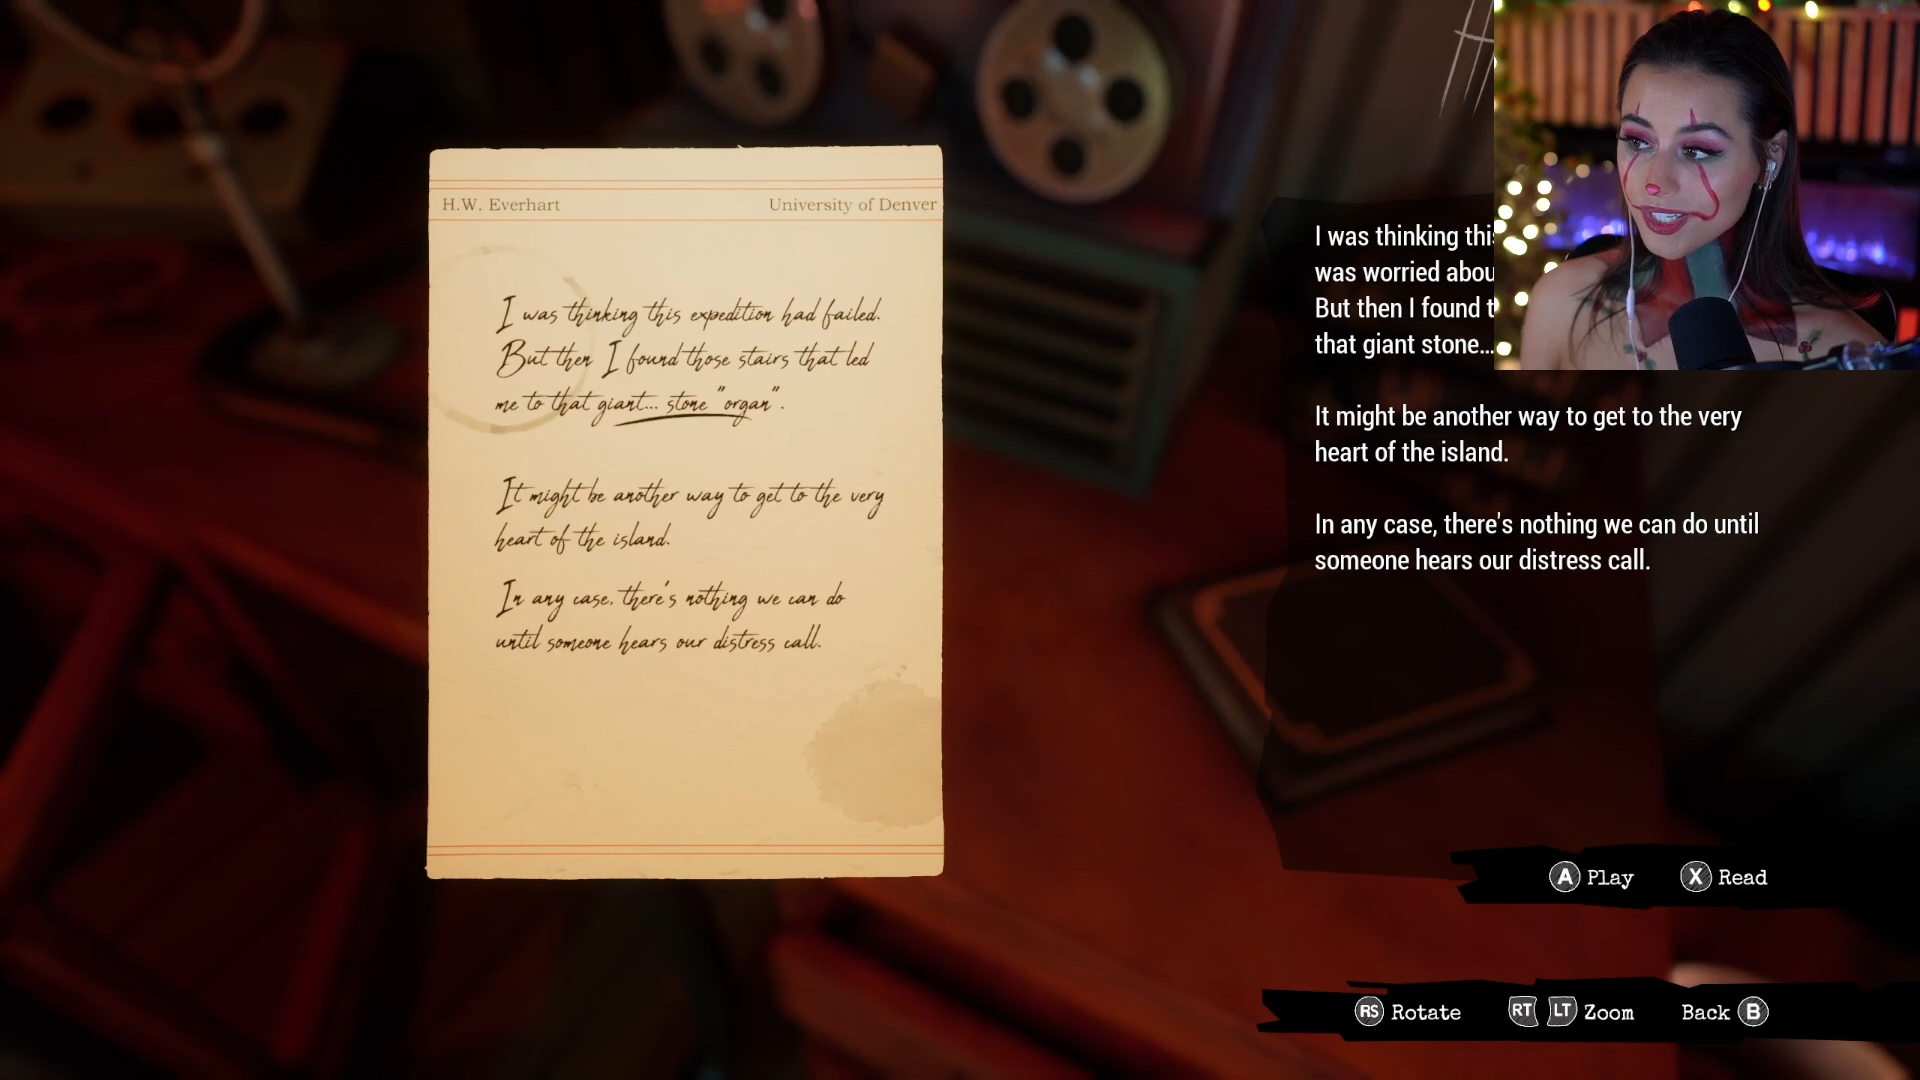 H.W. Everhart
University of Denver
I was thinking this expedition had failed.
But then I found those stairs that led
me to that giant... stone "organ".
It might be another way to get to the very
heart of the island.
In any case, there's nothing we can do
until someone hears our distress call.
I was thinking this
was worried
But then I found
that giant stone...
It might be another way to get to the very
heart of the island.
In any case, there's nothing we can do until
someone hears our distress call.
A Play X Read
RS Rotate RT LT Zoom Back B